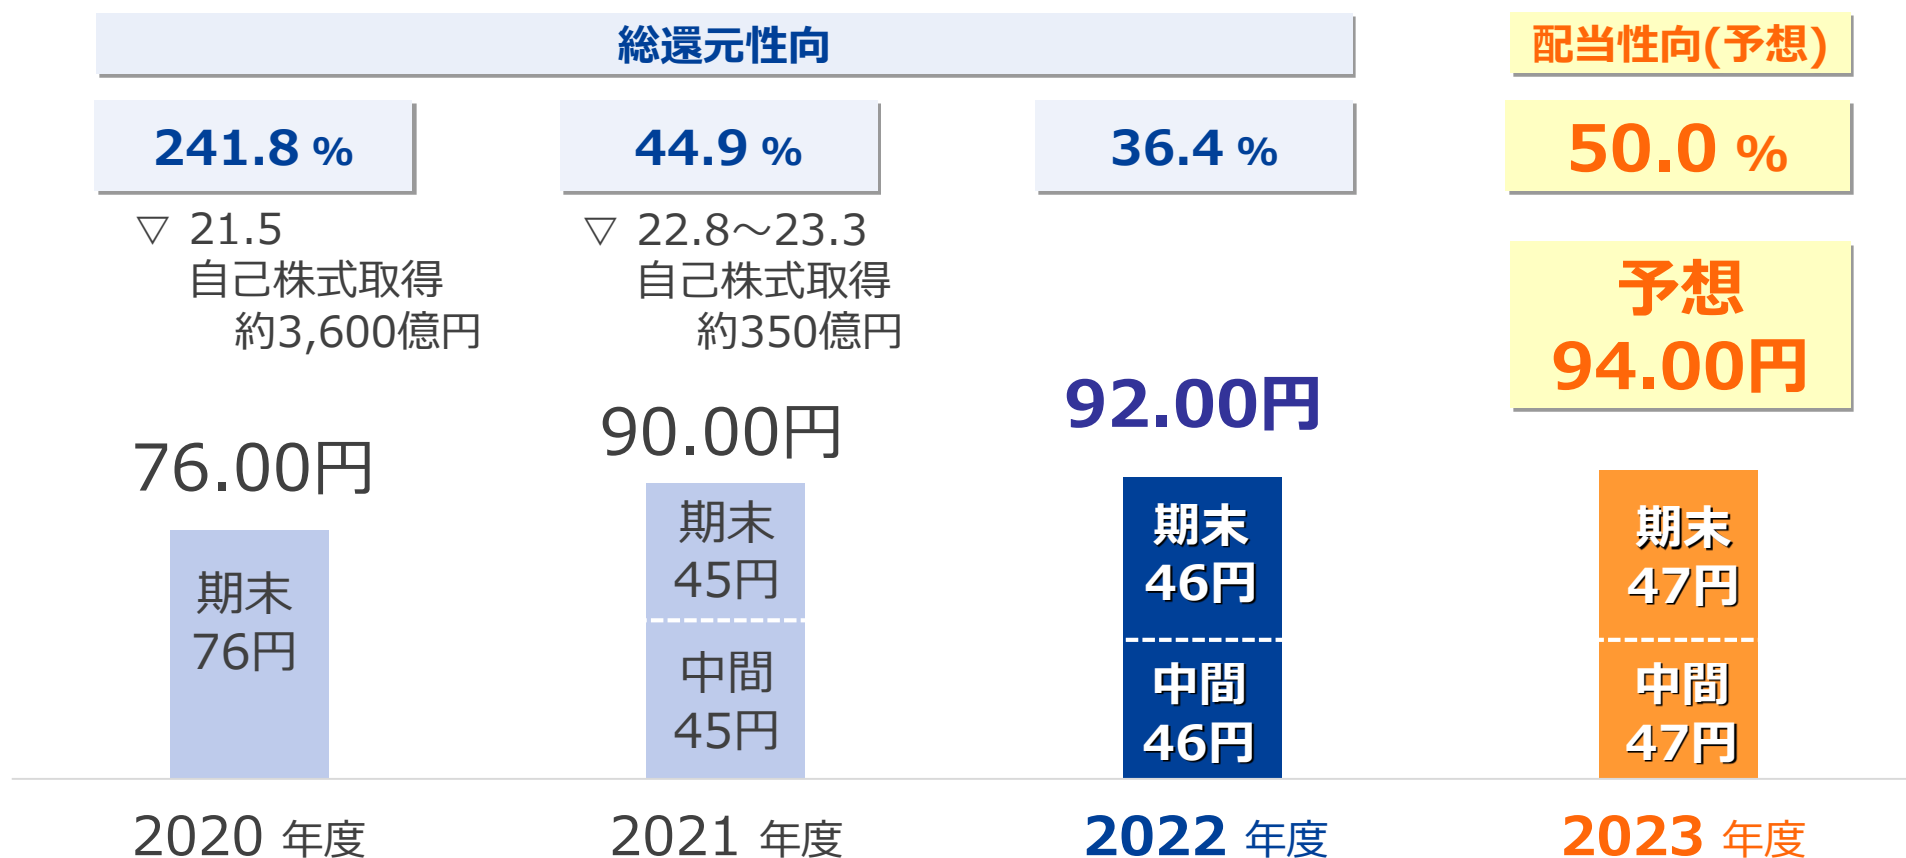 総還元性向
配当性向(予想)
241.8 %
44.9 %
36.4 %
50.0 %
▽ 21.5
自己株式取得
約3,600億円
▽ 22.8～23.3
自己株式取得
約350億円
予想
94.00円
76.00円
90.00円
92.00円
期末
76円
期末
45円
中間
45円
期末
46円
中間
46円
期末
47円
中間
47円
2020 年度
2021 年度
2022 年度
2023 年度